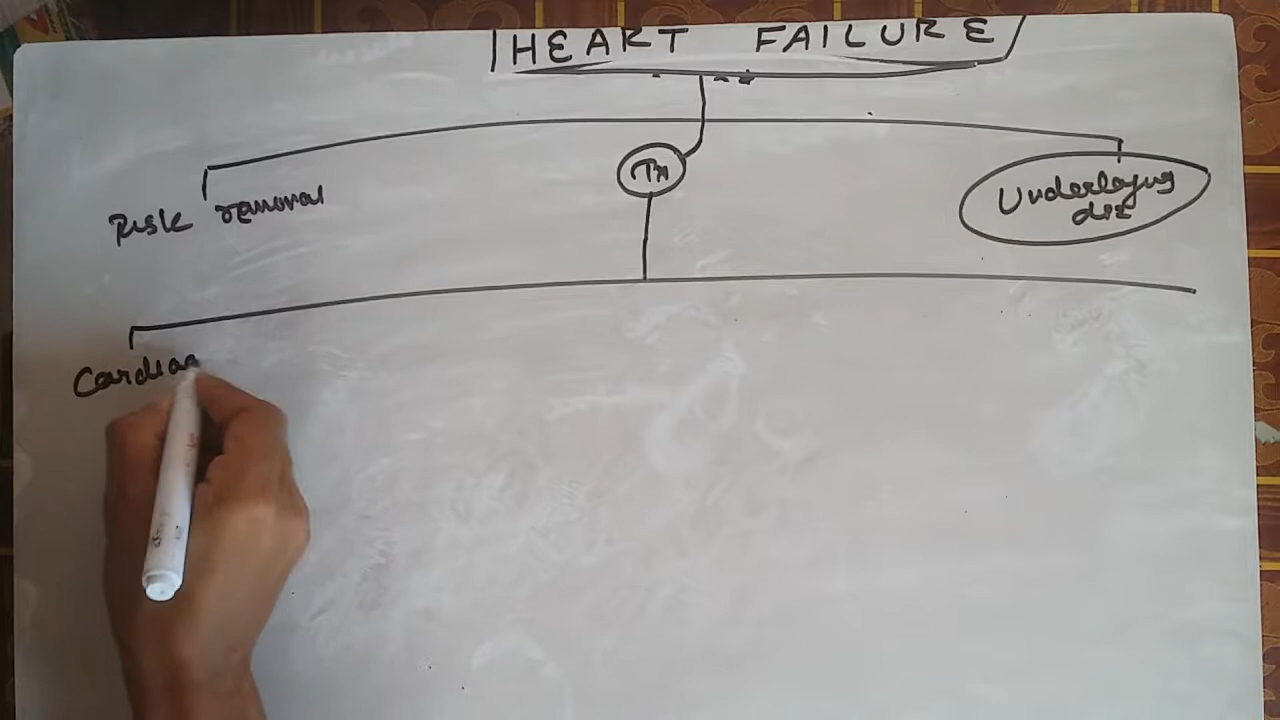 HEART FAILURE
Risk removal
Tx
Underlying
dis
Cardiac